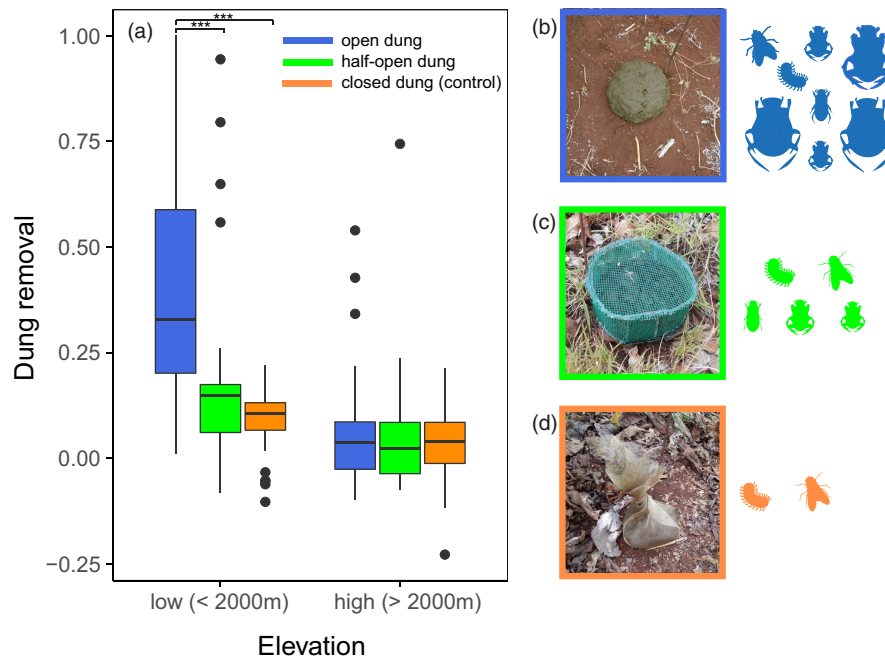 (a)
***
***
open dung
half-open dung
closed dung (control)
1.00
0.75
0.50
0.25
0.00
−0.25
Dung removal
low (< 2000m)
high (> 2000m)
Elevation
(b)
(c)
(d)